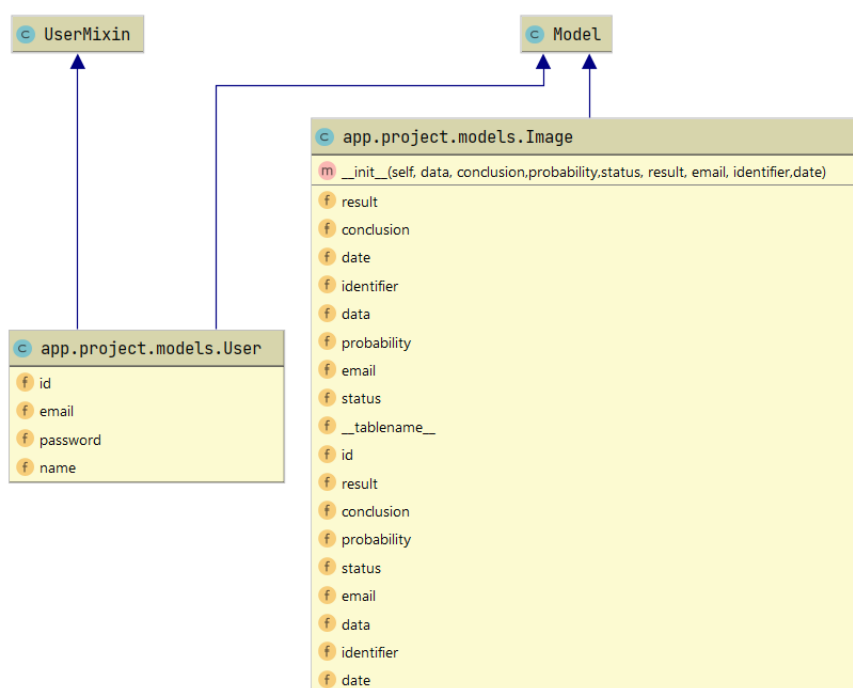 C UserMixin
C Model
C app.project.models.Image
m __init__(self, data, conclusion,probability,status, result, email, identifier,date)
f result
f conclusion
f date
f identifier
f data
f probability
f email
f status
f __tablename__
f id
f result
f conclusion
f probability
f status
f email
f data
f identifier
f date
C app.project.models.User
f id
f email
f password
f name